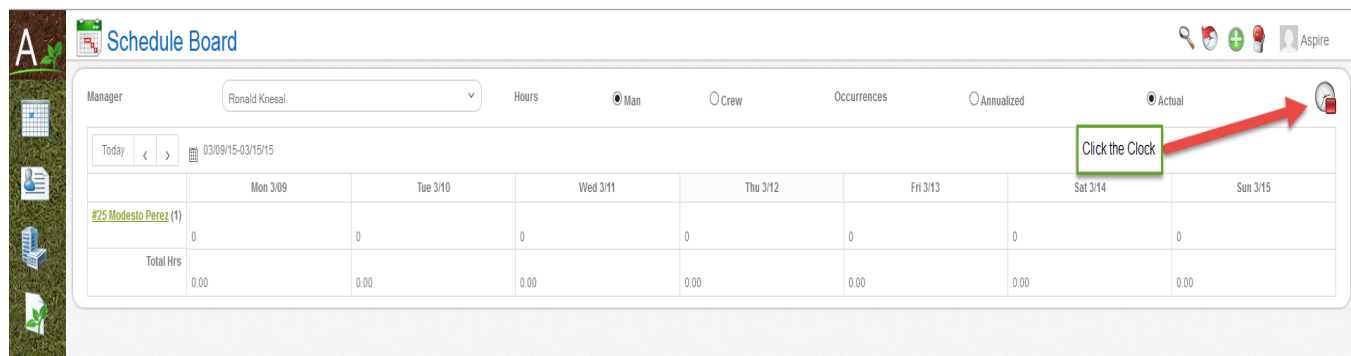 A Schedule Board Aspire
Manager Ronald Knesal Hours Man Crew Occurrences Annualized Actual
Click the Clock
Today < > 03/09/15-03/15/15
Mon 3/09 Tue 3/10 Wed 3/11 Thu 3/12 Fri 3/13 Sat 3/14 Sun 3/15
#25 Modesto Perez (1)
0 0 0 0 0 0 0
Total Hrs
0.00 0.00 0.00 0.00 0.00 0.00 0.00